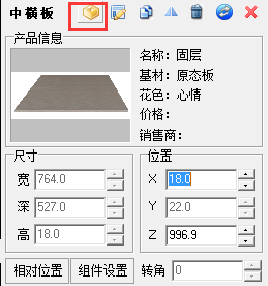 中横板
产品信息
名称：固层
基材：原态板
花色：心情
价格：
销售商：
尺寸
宽 764.0
深 527.0
高 18.0
位置
X 18.0
Y 22.0
Z 996.9
相对位置 组件设置 转角 0